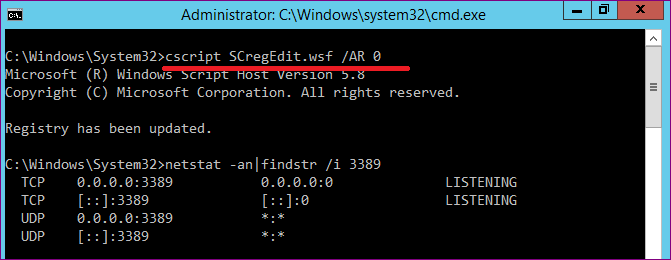 Administrator: C:\Windows\system32\cmd.exe
C:\Windows\System32>cscript SCregEdit.wsf /AR 0
Microsoft (R) Windows Script Host Version 5.8
Copyright (C) Microsoft Corporation. All rights reserved.
Registry has been updated.
C:\Windows\System32>netstat -an|findstr /i 3389
TCP 0.0.0.0:3389 0.0.0.0:0 LISTENING
TCP [::]:3389 [::]:0 LISTENING
UDP 0.0.0.0:3389 *:*
UDP [::]:3389 *:*